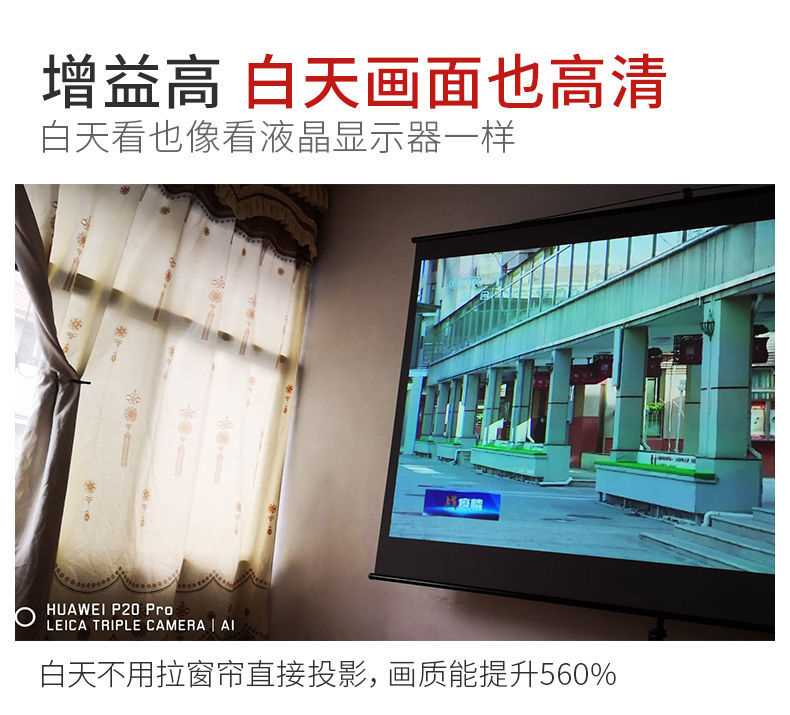 增益高 白天画面也高清
白天看也像看液晶显示器一样
HUAWEI P20 Pro
LEICA TRIPLE CAMERA | AI
白天不用拉窗帘直接投影，画质能提升560%